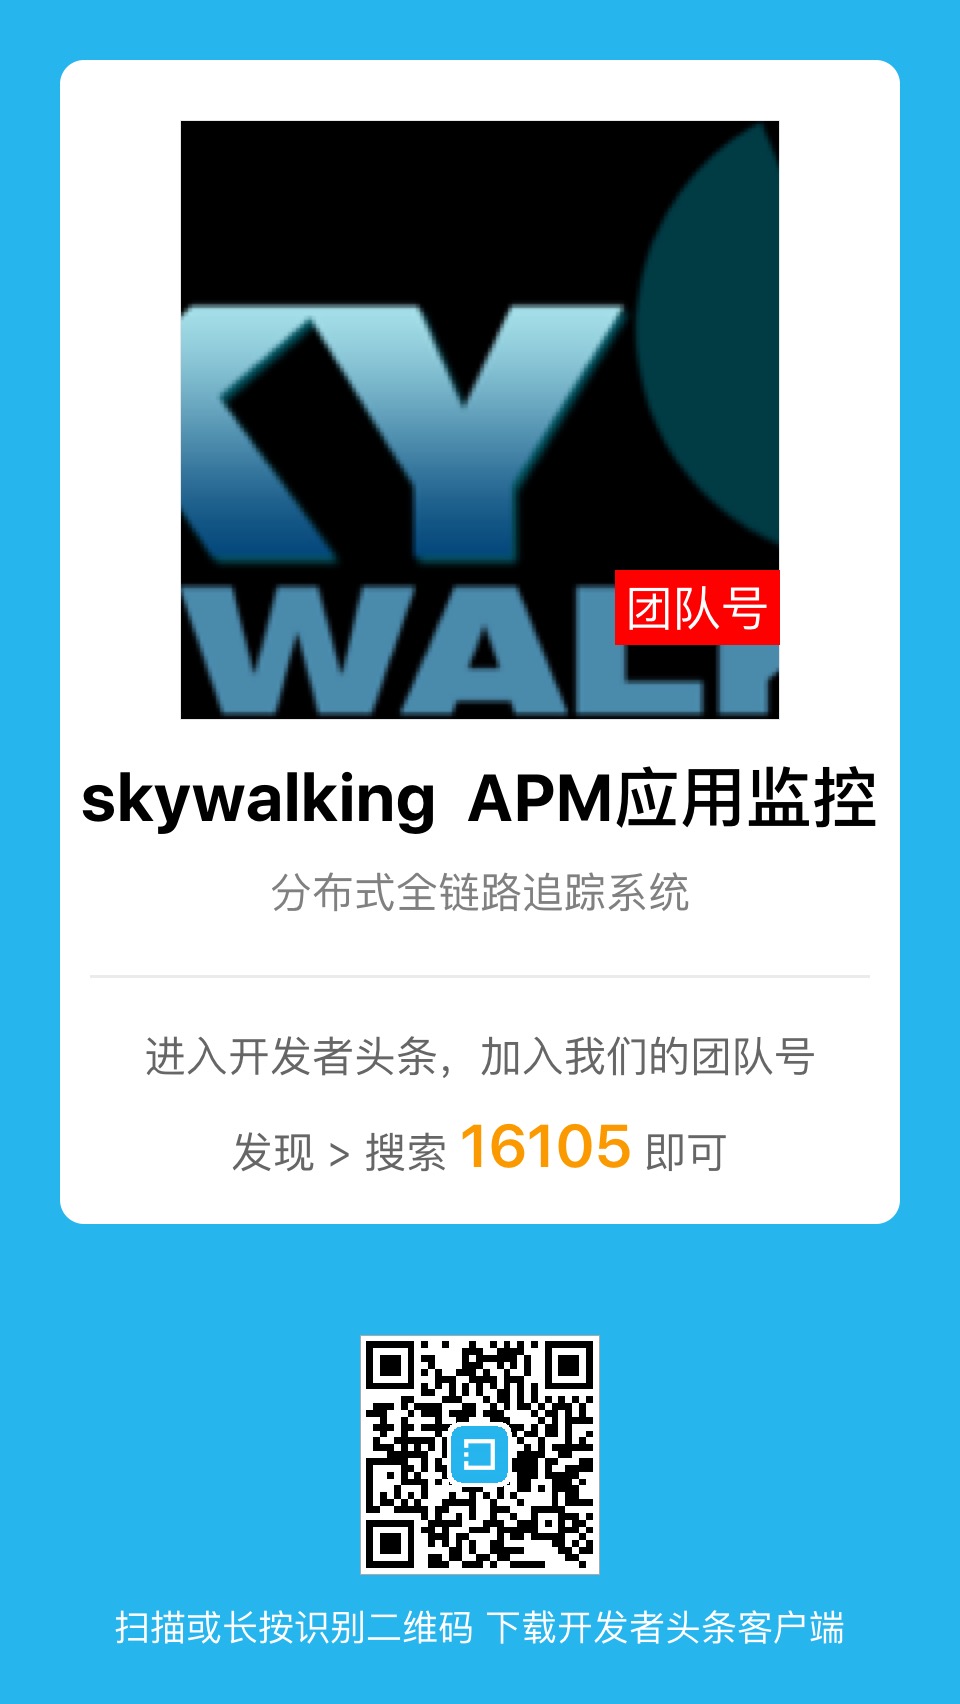 KY
WALK
团队号
skywalking APM应用监控
分布式全链路追踪系统
进入开发者头条，加入我们的团队号
发现 > 搜索 16105 即可
扫描或长按识别二维码 下载开发者头条客户端